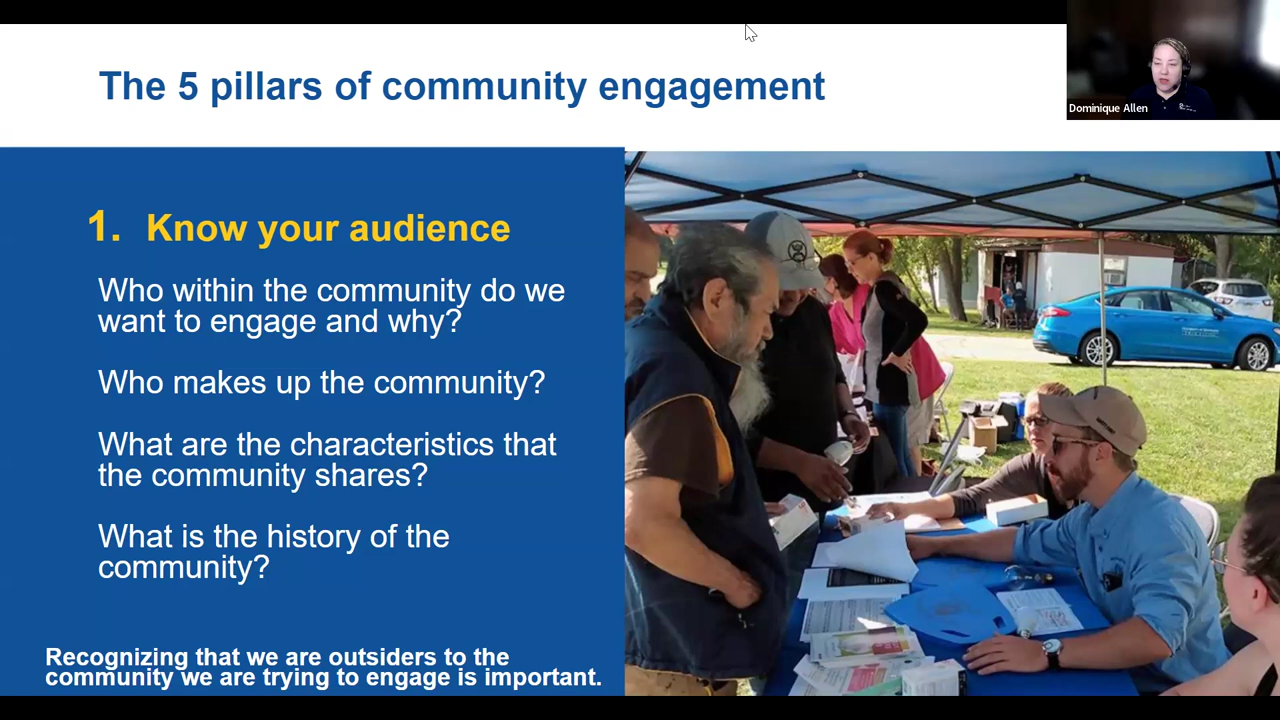 The 5 pillars of community engagement
Dominique Allen
1. Know your audience
Who within the community do we
want to engage and why?
Who makes up the community?
What are the characteristics that
the community shares?
What is the history of the
community?
Recognizing that we are outsiders to the
community we are trying to engage is important.